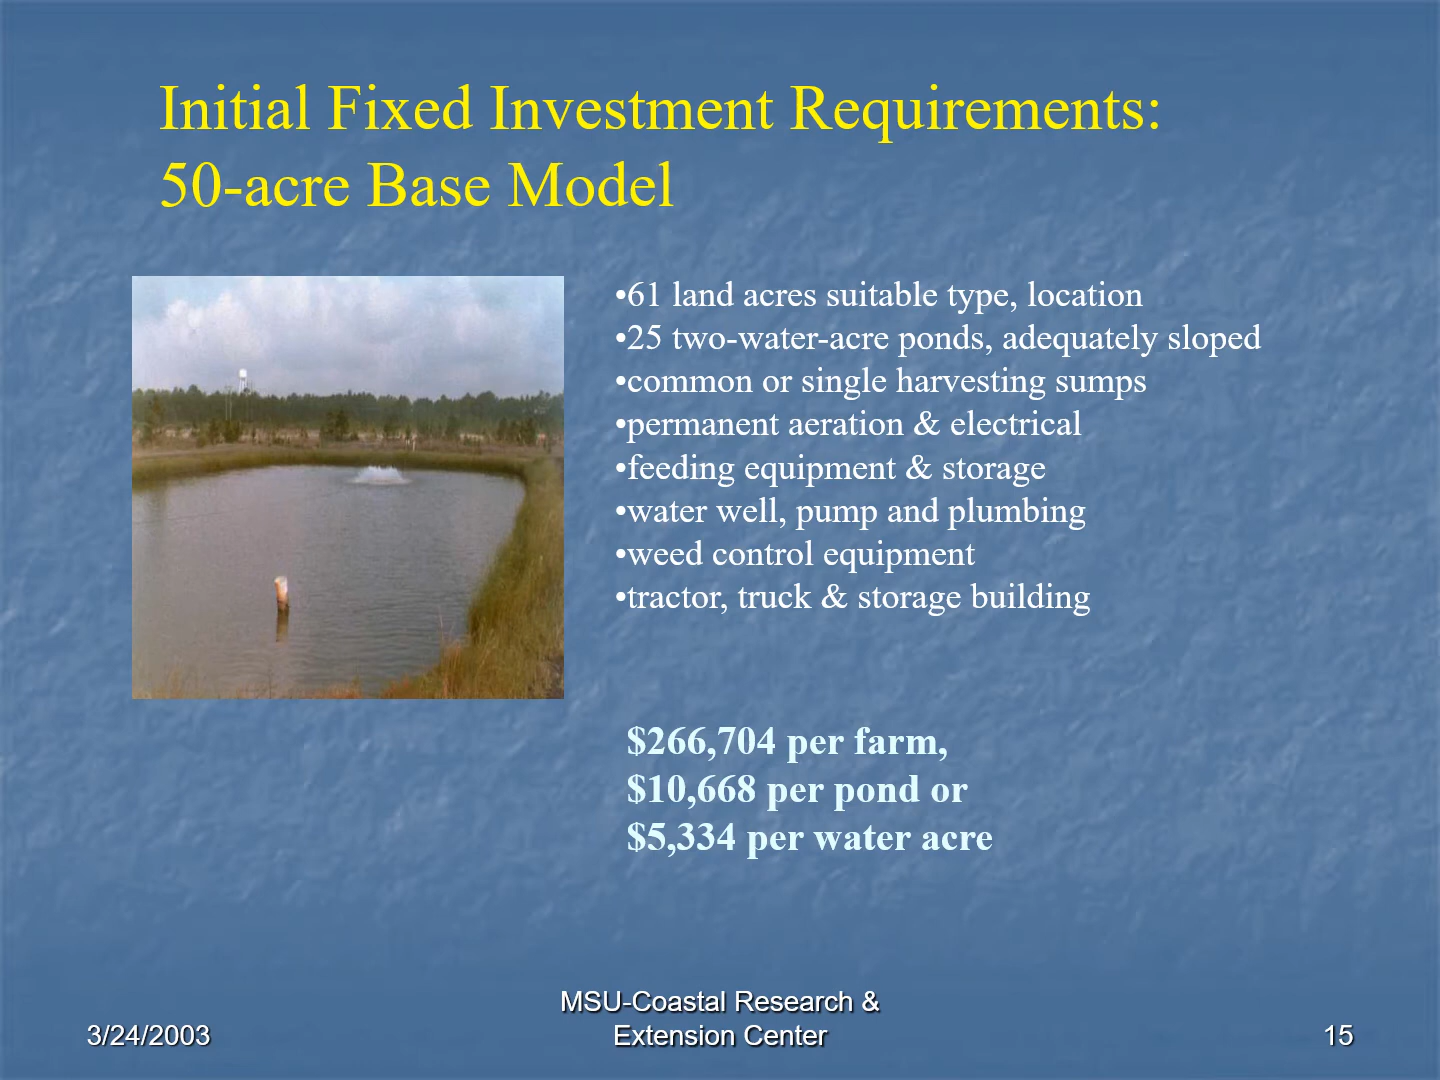 Initial Fixed Investment Requirements:
50-acre Base Model
•61 land acres suitable type, location
•25 two-water-acre ponds, adequately sloped
•common or single harvesting sumps
•permanent aeration & electrical
•feeding equipment & storage
•water well, pump and plumbing
•weed control equipment
•tractor, truck & storage building
$266,704 per farm,
$10,668 per pond or
$5,334 per water acre
3/24/2003
MSU-Coastal Research &
Extension Center
15